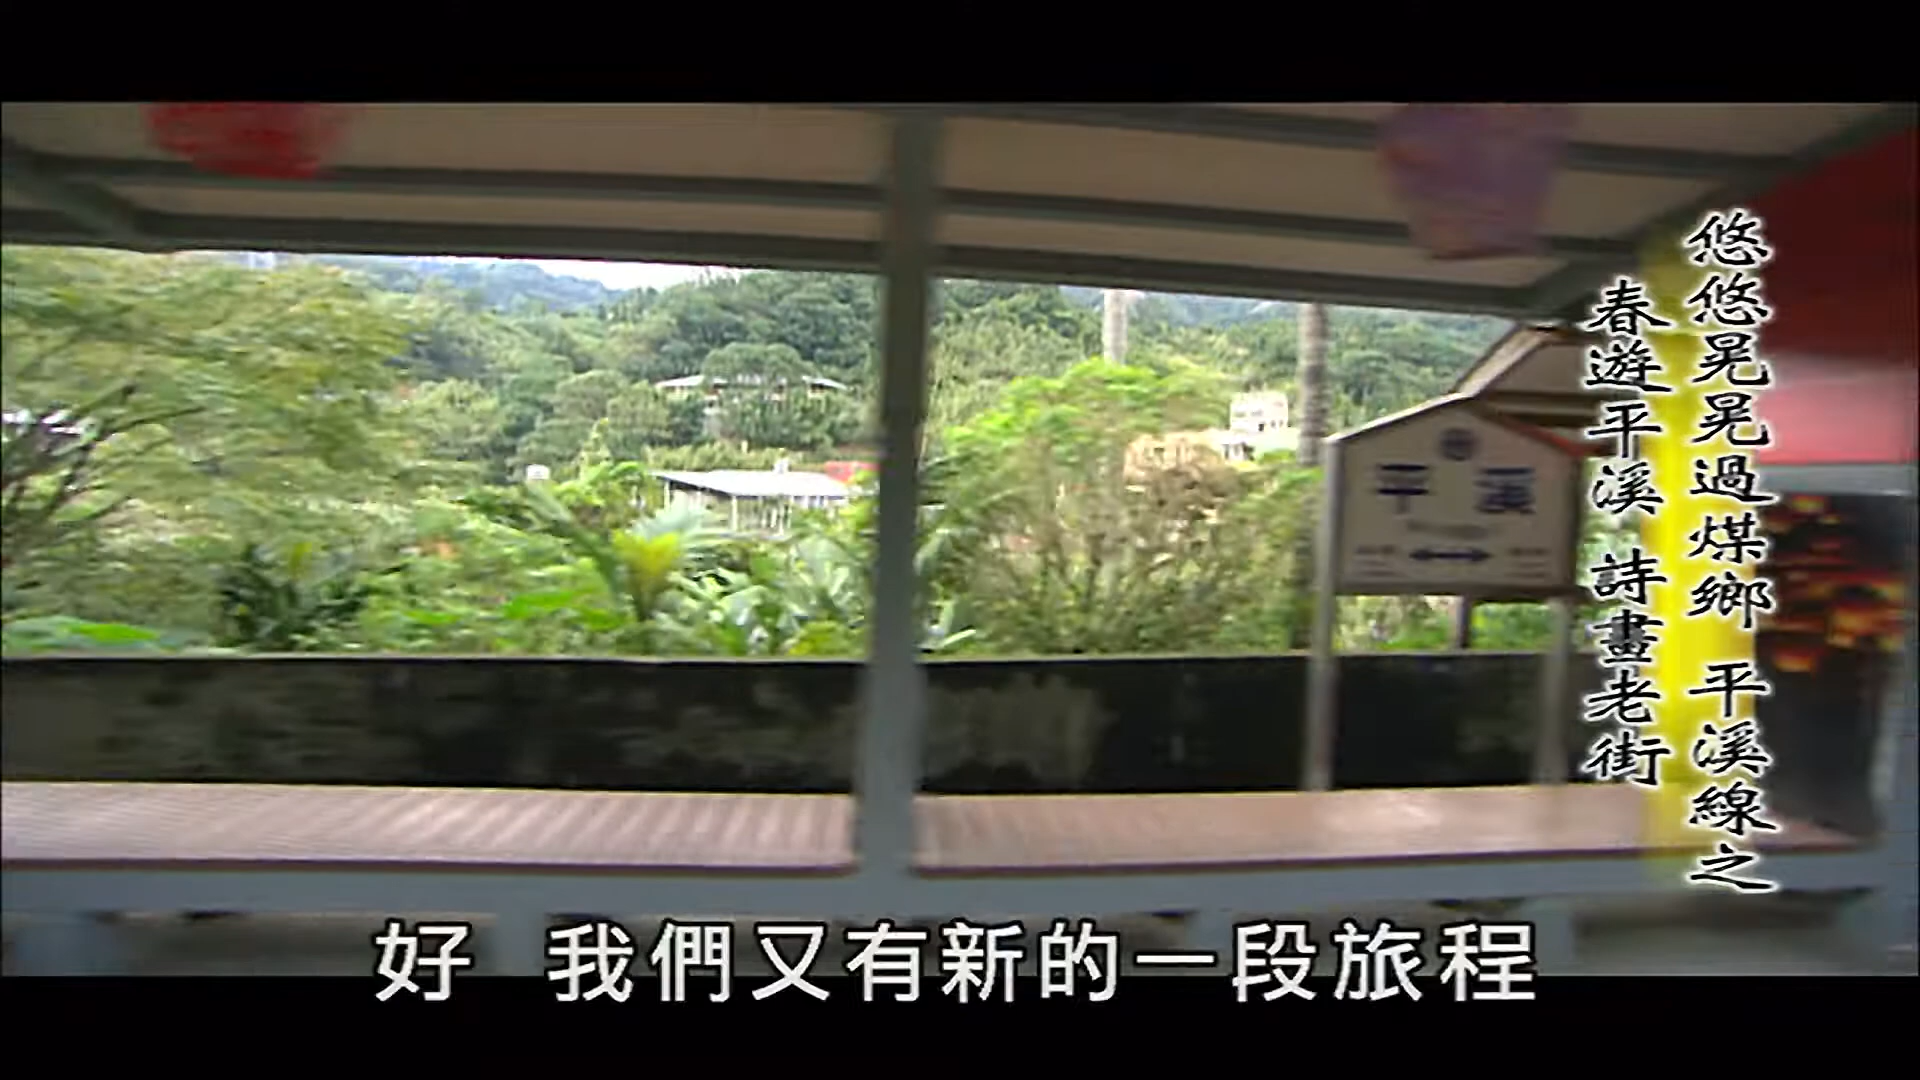 悠悠晃晃過煤鄉 平溪線之
春遊平溪 詩畫老街
平溪
好 我們又有新的一段旅程